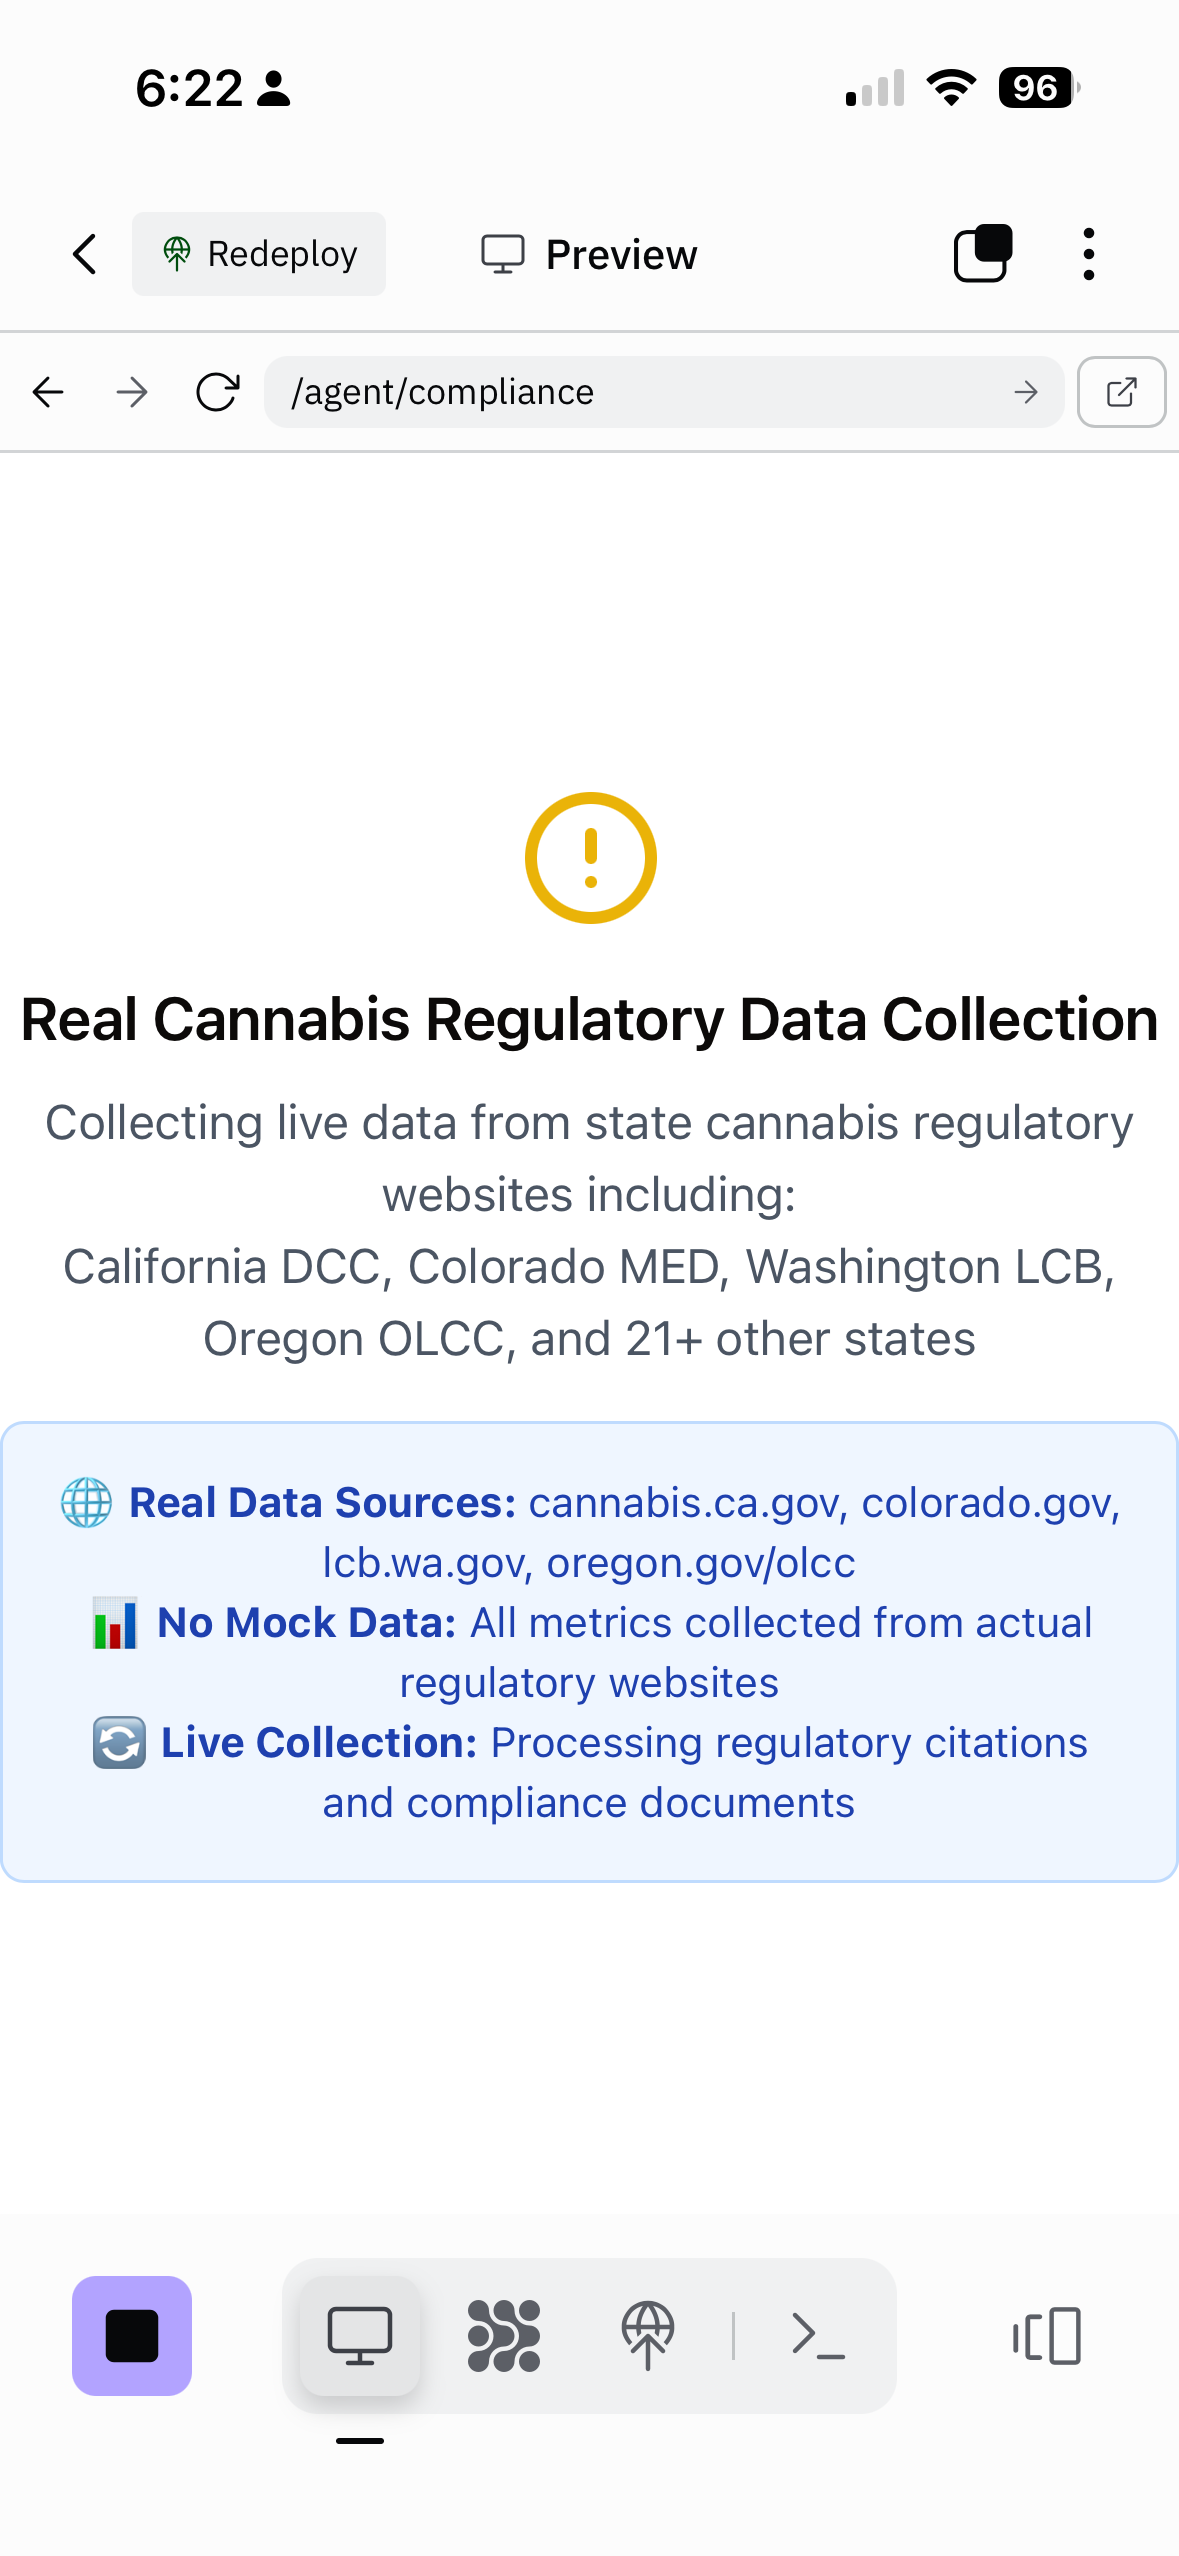 6:22
96
Redeploy
Preview
/agent/compliance
Real Cannabis Regulatory Data Collection
Collecting live data from state cannabis regulatory
websites including:
California DCC, Colorado MED, Washington LCB,
Oregon OLCC, and 21+ other states
🌐 Real Data Sources: cannabis.ca.gov, colorado.gov,
lcb.wa.gov, oregon.gov/olcc
📊 No Mock Data: All metrics collected from actual
regulatory websites
🔄 Live Collection: Processing regulatory citations
and compliance documents